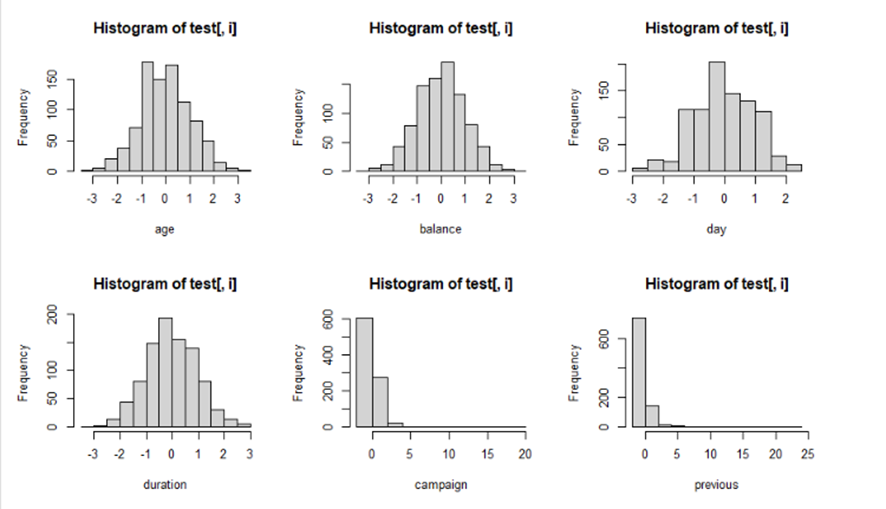 Histogram of test[, i]
Frequency
0 50 100 150
-3 -2 -1 0 1 2 3
age
Histogram of test[, i]
Frequency
0 50 100
-3 -2 -1 0 1 2 3
balance
Histogram of test[, i]
Frequency
0 50 150
-3 -2 -1 0 1 2
day
Histogram of test[, i]
Frequency
0 50 100 200
-3 -2 -1 0 1 2 3
duration
Histogram of test[, i]
Frequency
0 200 400 600
0 5 10 15 20
campaign
Histogram of test[, i]
Frequency
0 200 600
0 5 10 15 20 25
previous